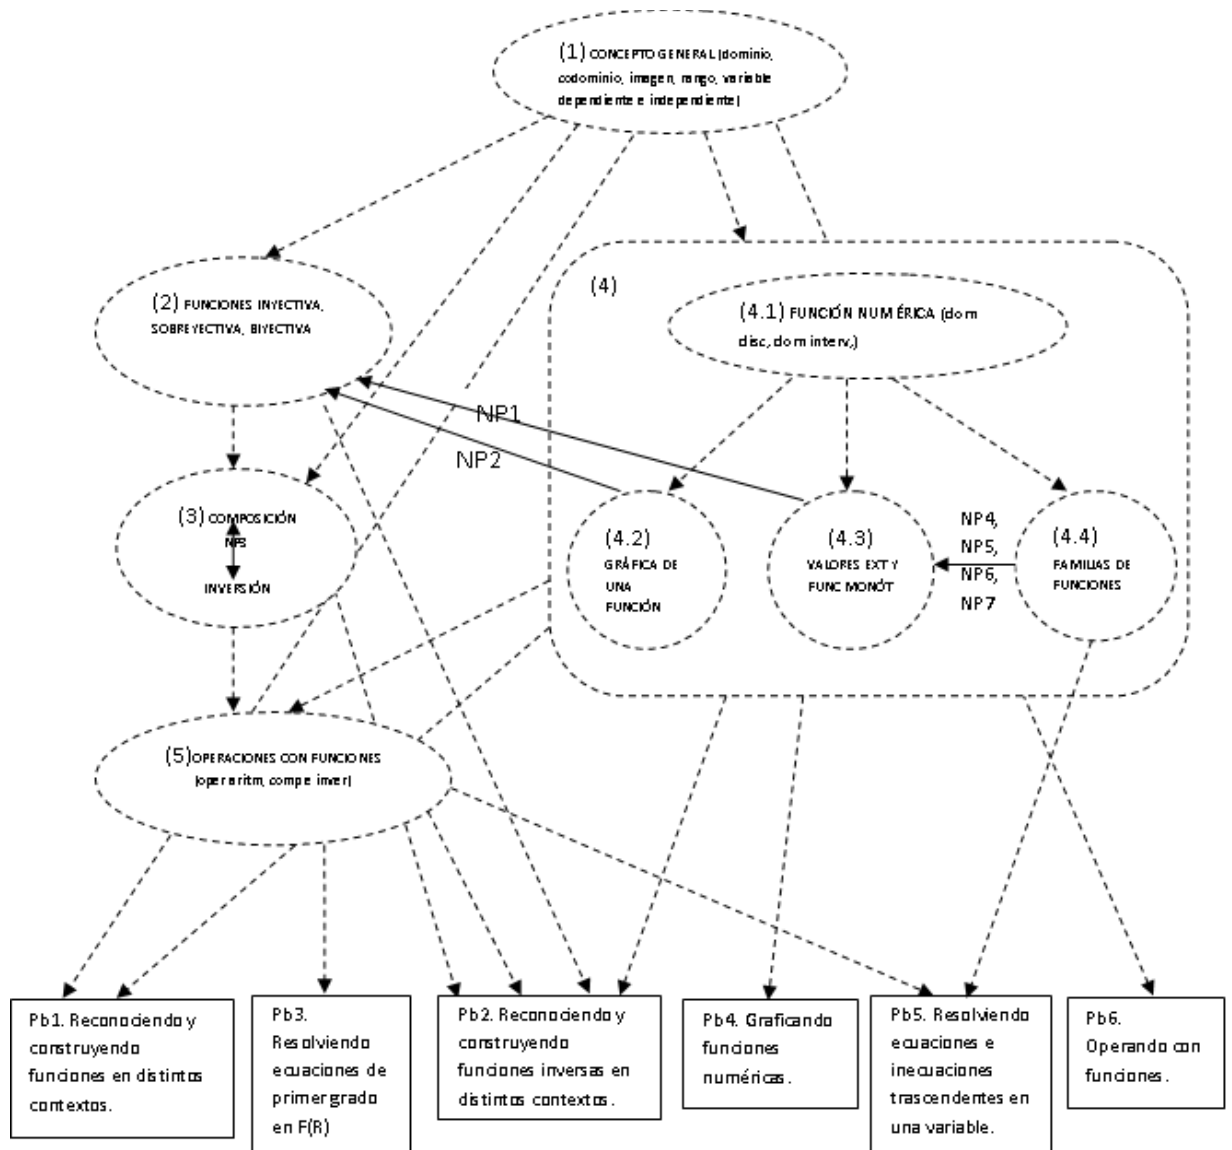 (1) CONCEPTO GENERAL (dominio,
codominio, imagen, rango, variable
dependiente e independiente)
(2) FUNCIONES INYECTIVA,
SOBREYECTIVA, BIYECTIVA
(4)
(4.1) FUNCIÓN NUMÉRICA (dom
disc, dom interv,)
NP1
NP2
(3) COMPOSICIÓN
INVERSIÓN
(4.2)
GRÁFICA DE
UNA
FUNCIÓN
(4.3)
VALORES EXT Y
FUNC MONÓT
NP4,
NP5,
NP6,
NP7
(4.4)
FAMILIAS DE
FUNCIONES
(5)OPERACIONES CON FUNCIONES
(oper aritm, comp e inver)
Pb1. Reconociendo y
construyendo
funciones en distintos
contextos.
Pb3.
Resolviendo
ecuaciones de
primer grado
en F(R)
Pb2. Reconociendo y
construyendo
funciones inversas en
distintos contextos.
Pb4. Graficando
funciones
numéricas.
Pb5. Resolviendo
ecuaciones e
inecuaciones
trascendentes en
una variable.
Pb6.
Operando con
funciones.